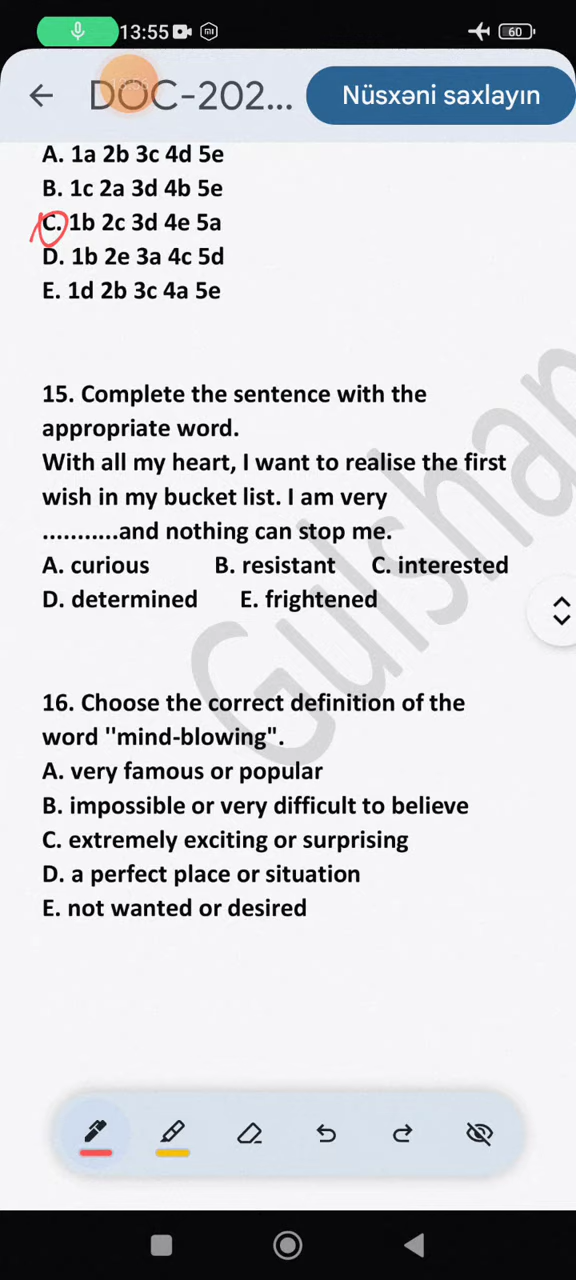 13:55
60
DOC-202...
Nüsxəni saxlayın
A. 1a 2b 3c 4d 5e
B. 1c 2a 3d 4b 5e
C. 1b 2c 3d 4e 5a
D. 1b 2e 3a 4c 5d
E. 1d 2b 3c 4a 5e
15. Complete the sentence with the
appropriate word.
With all my heart, I want to realise the first
wish in my bucket list. I am very
...........and nothing can stop me.
A. curious B. resistant C. interested
D. determined E. frightened
16. Choose the correct definition of the
word ''mind-blowing".
A. very famous or popular
B. impossible or very difficult to believe
C. extremely exciting or surprising
D. a perfect place or situation
E. not wanted or desired
Gulshan